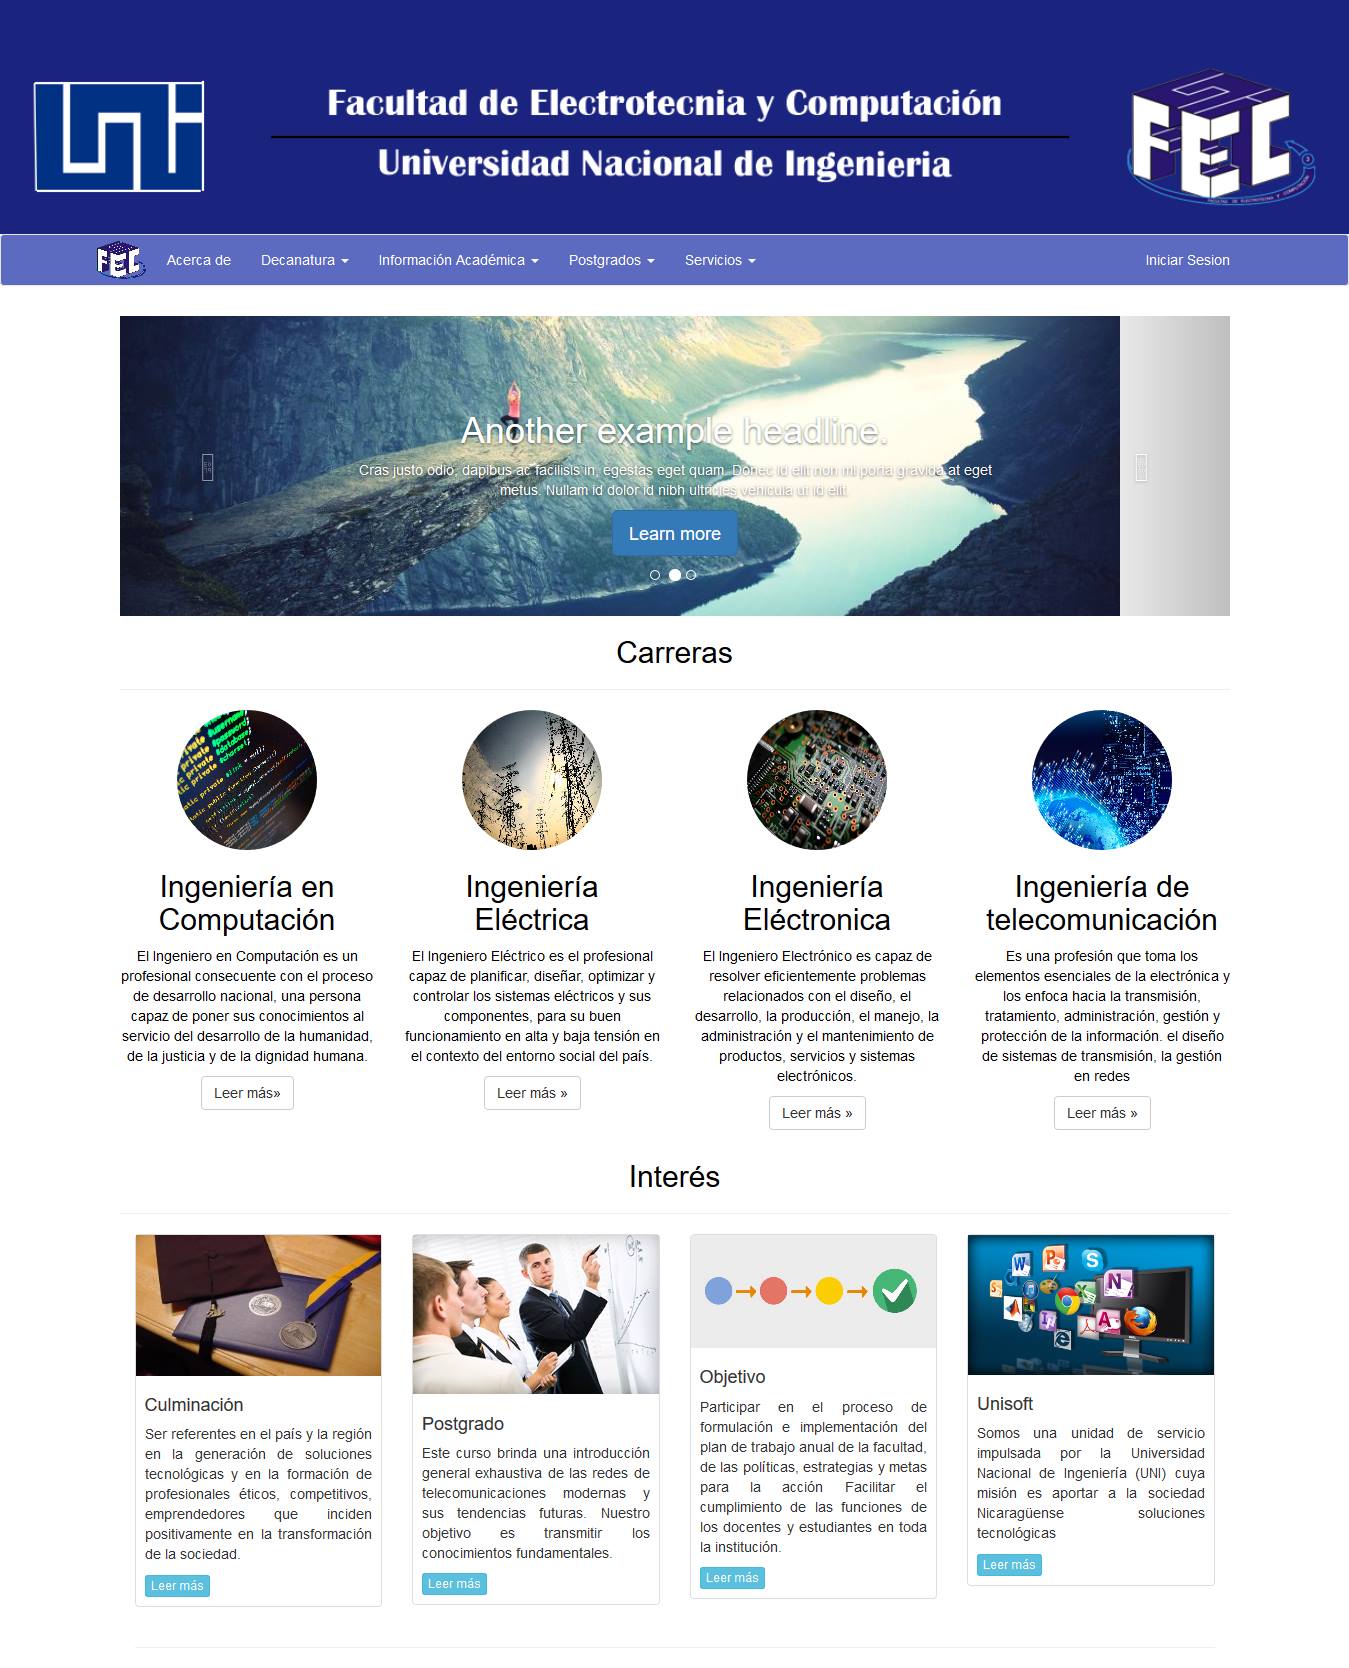 Facultad de Electrotecnia y Computación
Universidad Nacional de Ingenieria
FEC
FACULTAD DE ELECTROTECNIA Y COMPUTACIÓN
FEC
Acerca de
Decanatura
Información Académica
Postgrados
Servicios
Iniciar Sesion
Another example headline.
Cras justo odio, dapibus ac facilisis in, egestas eget quam. Donec id elit non mi porta gravida at eget
metus. Nullam id dolor id nibh ultricies vehicula ut id elit.
Learn more
Carreras
Ingeniería en
Computación
El Ingeniero en Computación es un
profesional consecuente con el proceso
de desarrollo nacional, una persona
capaz de poner sus conocimientos al
servicio del desarrollo de la humanidad,
de la justicia y de la dignidad humana.
Leer más»
Ingeniería
Eléctrica
El Ingeniero Eléctrico es el profesional
capaz de planificar, diseñar, optimizar y
controlar los sistemas eléctricos y sus
componentes, para su buen
funcionamiento en alta y baja tensión en
el contexto del entorno social del país.
Leer más »
Ingeniería
Eléctronica
El Ingeniero Electrónico es capaz de
resolver eficientemente problemas
relacionados con el diseño, el
desarrollo, la producción, el manejo, la
administración y el mantenimiento de
productos, servicios y sistemas
electrónicos.
Leer más »
Ingeniería de
telecomunicación
Es una profesión que toma los
elementos esenciales de la electrónica y
los enfoca hacia la transmisión,
tratamiento, administración, gestión y
protección de la información. el diseño
de sistemas de transmisión, la gestión
en redes
Leer más »
Interés
Culminación
Ser referentes en el país y la región
en la generación de soluciones
tecnológicas y en la formación de
profesionales éticos, competitivos,
emprendedores que inciden
positivamente en la transformación
de la sociedad.
Leer más
Postgrado
Este curso brinda una introducción
general exhaustiva de las redes de
telecomunicaciones modernas y
sus tendencias futuras. Nuestro
objetivo es transmitir los
conocimientos fundamentales.
Leer más
Objetivo
Participar en el proceso de
formulación e implementación del
plan de trabajo anual de la facultad,
de las políticas, estrategias y metas
para la acción Facilitar el
cumplimiento de las funciones de
los docentes y estudiantes en toda
la institución.
Leer más
Unisoft
Somos una unidad de servicio
impulsada por la Universidad
Nacional de Ingeniería (UNI) cuya
misión es aportar a la sociedad
Nicaragüense soluciones
tecnológicas
Leer más